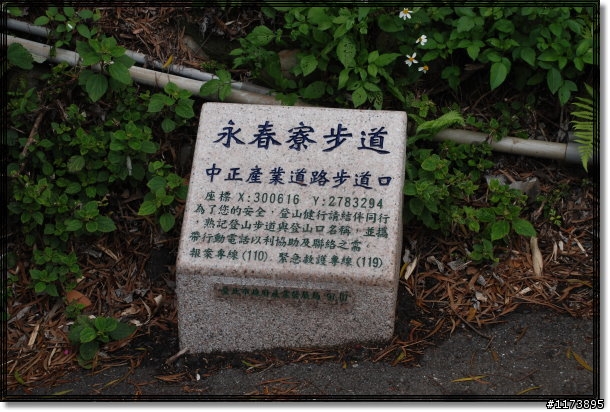 永春寮步道
中正產業道路步道口
座標 X:300616 Y:2783294
為了您的安全，登山健行請結伴同行
熟記登山步道與登山口名稱，並攜
帶行動電話以利協助及聯絡之需，
報案專線(110)，緊急救護專線(119)
#1173895